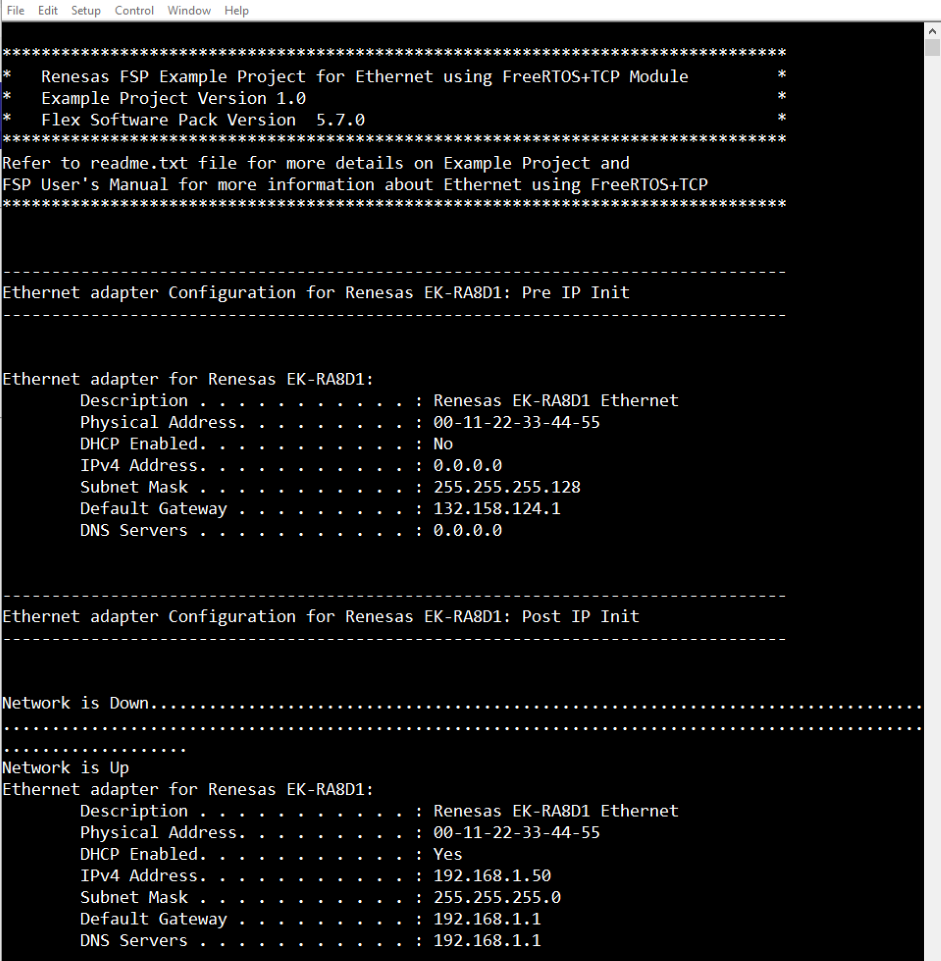 File Edit Setup Control Window Help
********************************************************************************
*   Renesas FSP Example Project for Ethernet using FreeRTOS+TCP Module         *
*   Example Project Version 1.0                                                *
*   Flex Software Pack Version  5.7.0                                          *
********************************************************************************
Refer to readme.txt file for more details on Example Project and
FSP User's Manual for more information about Ethernet using FreeRTOS+TCP
********************************************************************************
--------------------------------------------------------------------------------
Ethernet adapter Configuration for Renesas EK-RA8D1: Pre IP Init
--------------------------------------------------------------------------------
Ethernet adapter for Renesas EK-RA8D1:
        Description . . . . . . . . . . . : Renesas EK-RA8D1 Ethernet
        Physical Address. . . . . . . . . : 00-11-22-33-44-55
        DHCP Enabled. . . . . . . . . . . : No
        IPv4 Address. . . . . . . . . . . : 0.0.0.0
        Subnet Mask . . . . . . . . . . . : 255.255.255.128
        Default Gateway . . . . . . . . . : 132.158.124.1
        DNS Servers . . . . . . . . . . . : 0.0.0.0
--------------------------------------------------------------------------------
Ethernet adapter Configuration for Renesas EK-RA8D1: Post IP Init
--------------------------------------------------------------------------------
Network is Down...............................................................................
..............................................................................................
...................
Network is Up
Ethernet adapter for Renesas EK-RA8D1:
        Description . . . . . . . . . . . : Renesas EK-RA8D1 Ethernet
        Physical Address. . . . . . . . . : 00-11-22-33-44-55
        DHCP Enabled. . . . . . . . . . . : Yes
        IPv4 Address. . . . . . . . . . . : 192.168.1.50
        Subnet Mask . . . . . . . . . . . : 255.255.255.0
        Default Gateway . . . . . . . . . : 192.168.1.1
        DNS Servers . . . . . . . . . . . : 192.168.1.1